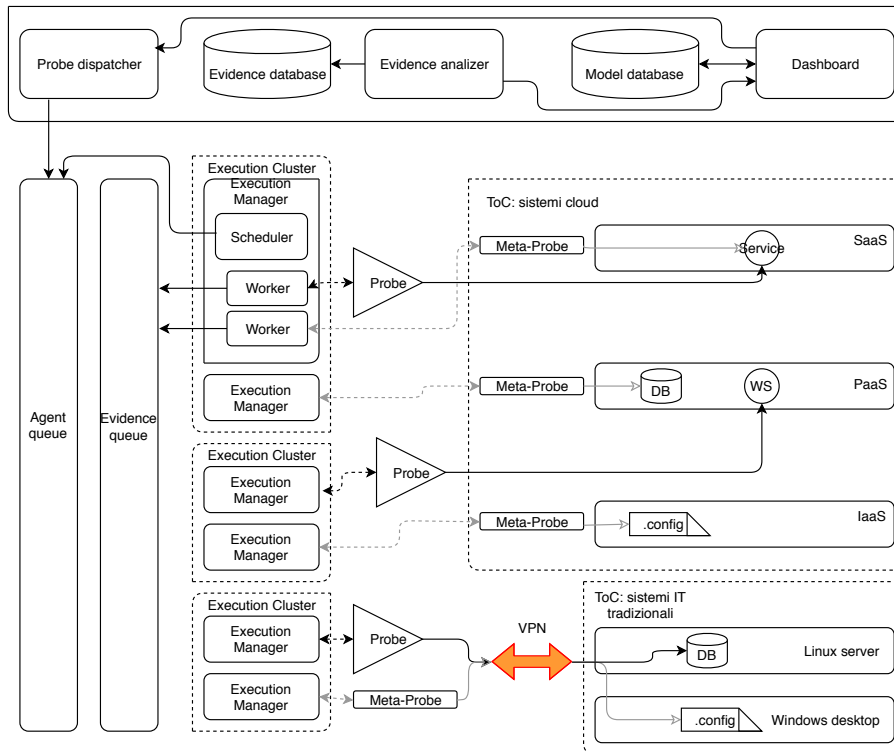 Probe dispatcher
Evidence database
Evidence analizer
Model database
Dashboard
Execution Cluster
Execution
Manager
Scheduler
Worker
Worker
Execution
Manager
Probe
Agent
queue
Evidence
queue
ToC: sistemi cloud
Meta-Probe
Service
SaaS
Meta-Probe
DB
WS
PaaS
Execution Cluster
Execution
Manager
Execution
Manager
Probe
Meta-Probe
.config
IaaS
Execution Cluster
Execution
Manager
Execution
Manager
Probe
Meta-Probe
VPN
ToC: sistemi IT
tradizionali
DB
Linux server
.config
Windows desktop